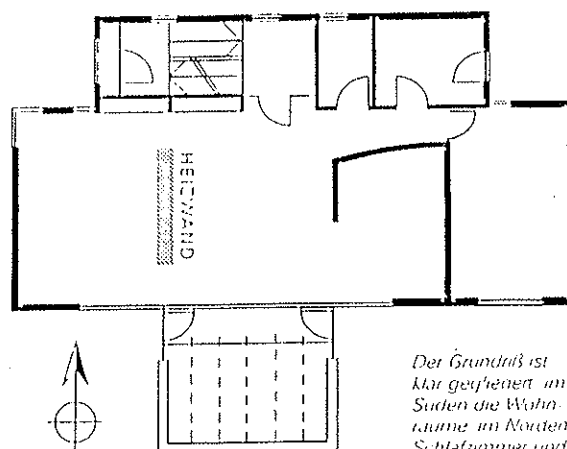 HEIZWAND
Der Grundriß ist
klar gegliedert: im
Süden die Wohn-
räume, im Norden
Schlafzimmer und